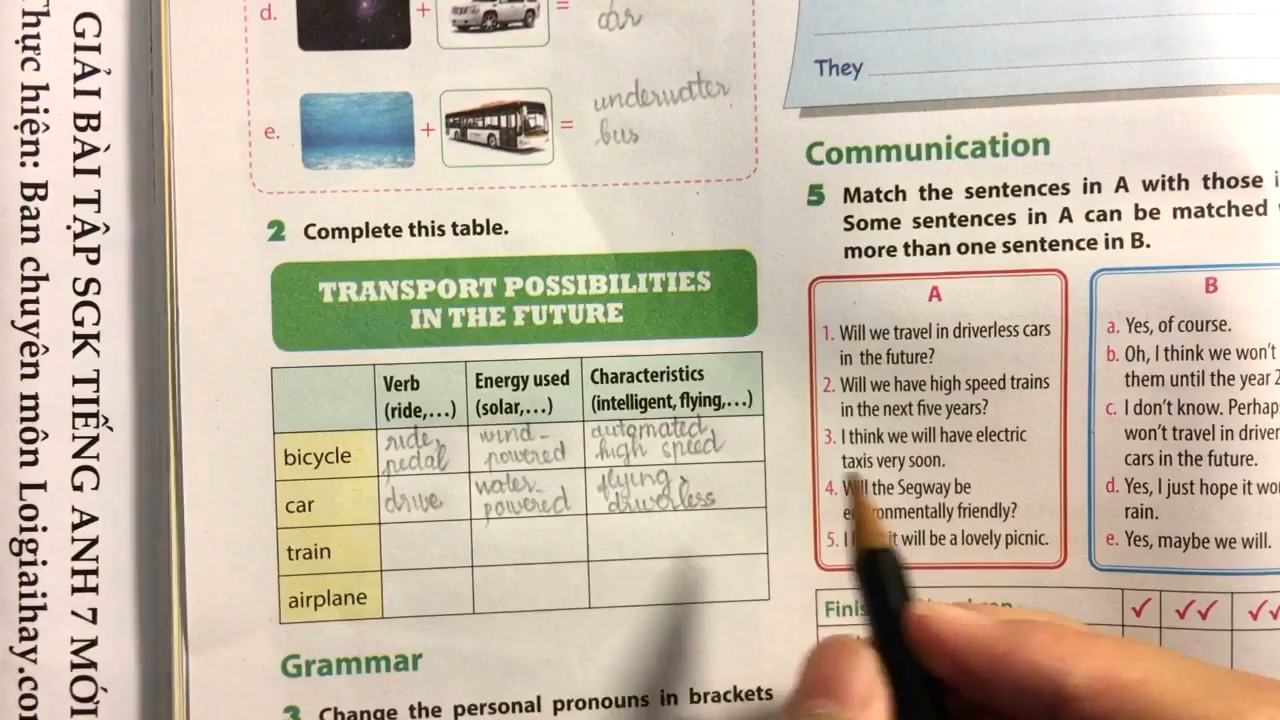 GIẢI BÀI TẬP SGK TIẾNG ANH 7 MỚI
Thực hiện: Ban chuyên môn Loigiaihay.com
d. + = car
e. + = underwater
bus
2 Complete this table.
TRANSPORT POSSIBILITIES
IN THE FUTURE
Verb
(ride,...)
Energy used
(solar,...)
Characteristics
(intelligent, flying,...)
bicycle
ride,
pedal
wind-
powered
automated,
high speed
car
drive
water-
powered
flying,
driverless
train
airplane
Grammar
3 Change the personal pronouns in brackets
They
Communication
5 Match the sentences in A with those
Some sentences in A can be matched
more than one sentence in B.
A
1. Will we travel in driverless cars
in the future?
2. Will we have high speed trains
in the next five years?
3. I think we will have electric
taxis very soon.
4. Will the Segway be
environmentally friendly?
5. I it will be a lovely picnic.
B
a. Yes, of course.
b. Oh, I think we won't
them until the year
c. I don't know.
won't travel in
cars in the future.
d. Yes, I just hope it
rain.
e. Yes, maybe we will.
✓ ✓✓ ✓✓